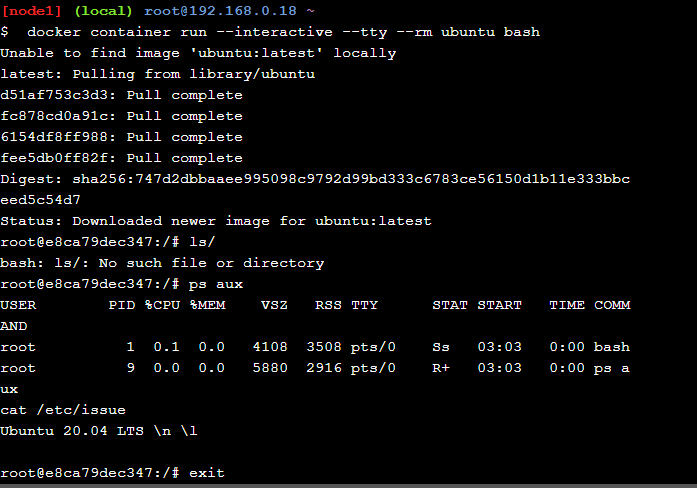 [node1] (local) root@192.168.0.18 ~
$  docker container run --interactive --tty --rm ubuntu bash
Unable to find image 'ubuntu:latest' locally
latest: Pulling from library/ubuntu
d51af753c3d3: Pull complete
fc878cd0a91c: Pull complete
6154df8ff988: Pull complete
fee5db0ff82f: Pull complete
Digest: sha256:747d2dbbaaee995098c9792d99bd333c6783ce56150d1b11e333bbc
eed5c54d7
Status: Downloaded newer image for ubuntu:latest
root@e8ca79dec347:/# ls/
bash: ls/: No such file or directory
root@e8ca79dec347:/# ps aux
USER        PID %CPU %MEM    VSZ   RSS TTY      STAT START   TIME COMM
AND
root          1  0.1  0.0   4108  3508 pts/0    Ss   03:03   0:00 bash
root          9  0.0  0.0   5880  2916 pts/0    R+   03:03   0:00 ps a
ux
cat /etc/issue
Ubuntu 20.04 LTS \n \l
root@e8ca79dec347:/# exit